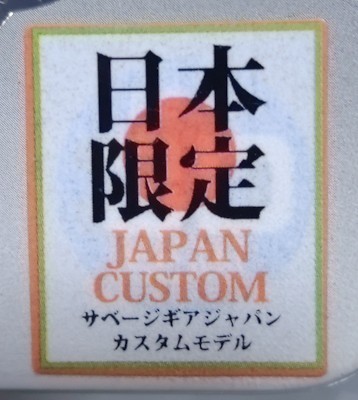 日本
限定
JAPAN
CUSTOM
サベージギアジャパン
カスタムモデル